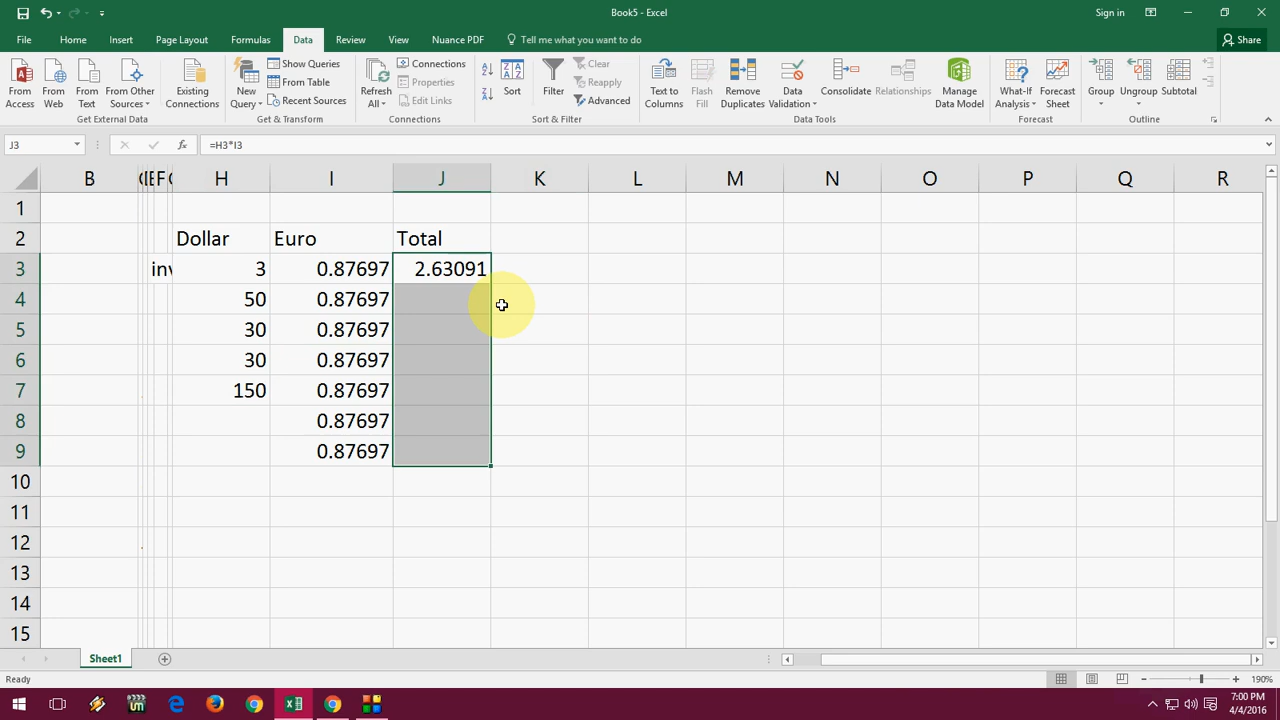 Book5 - Excel
Sign in
File Home Insert Page Layout Formulas Data Review View Nuance PDF Tell me what you want to do Share
From Access
From Web
From Text
From Other Sources
Existing Connections
Get External Data
New Query
Show Queries
From Table
Recent Sources
Get & Transform
Refresh All
Connections
Properties
Edit Links
Connections
Sort
Filter
Clear
Reapply
Advanced
Sort & Filter
Text to Columns
Flash Fill
Remove Duplicates
Data Validation
Consolidate
Relationships
Manage Data Model
Data Tools
What-If Analysis
Forecast Sheet
Forecast
Group
Ungroup
Subtotal
Outline
J3 fx =H3*I3
B E F H I J K L M N O P Q R
1
2 Dollar Euro Total
3 inv 3 0.87697 2.63091
4 50 0.87697
5 30 0.87697
6 30 0.87697
7 150 0.87697
8 0.87697
9 0.87697
10
11
12
13
14
15
Sheet1
Ready 190%
7:00 PM
4/4/2016